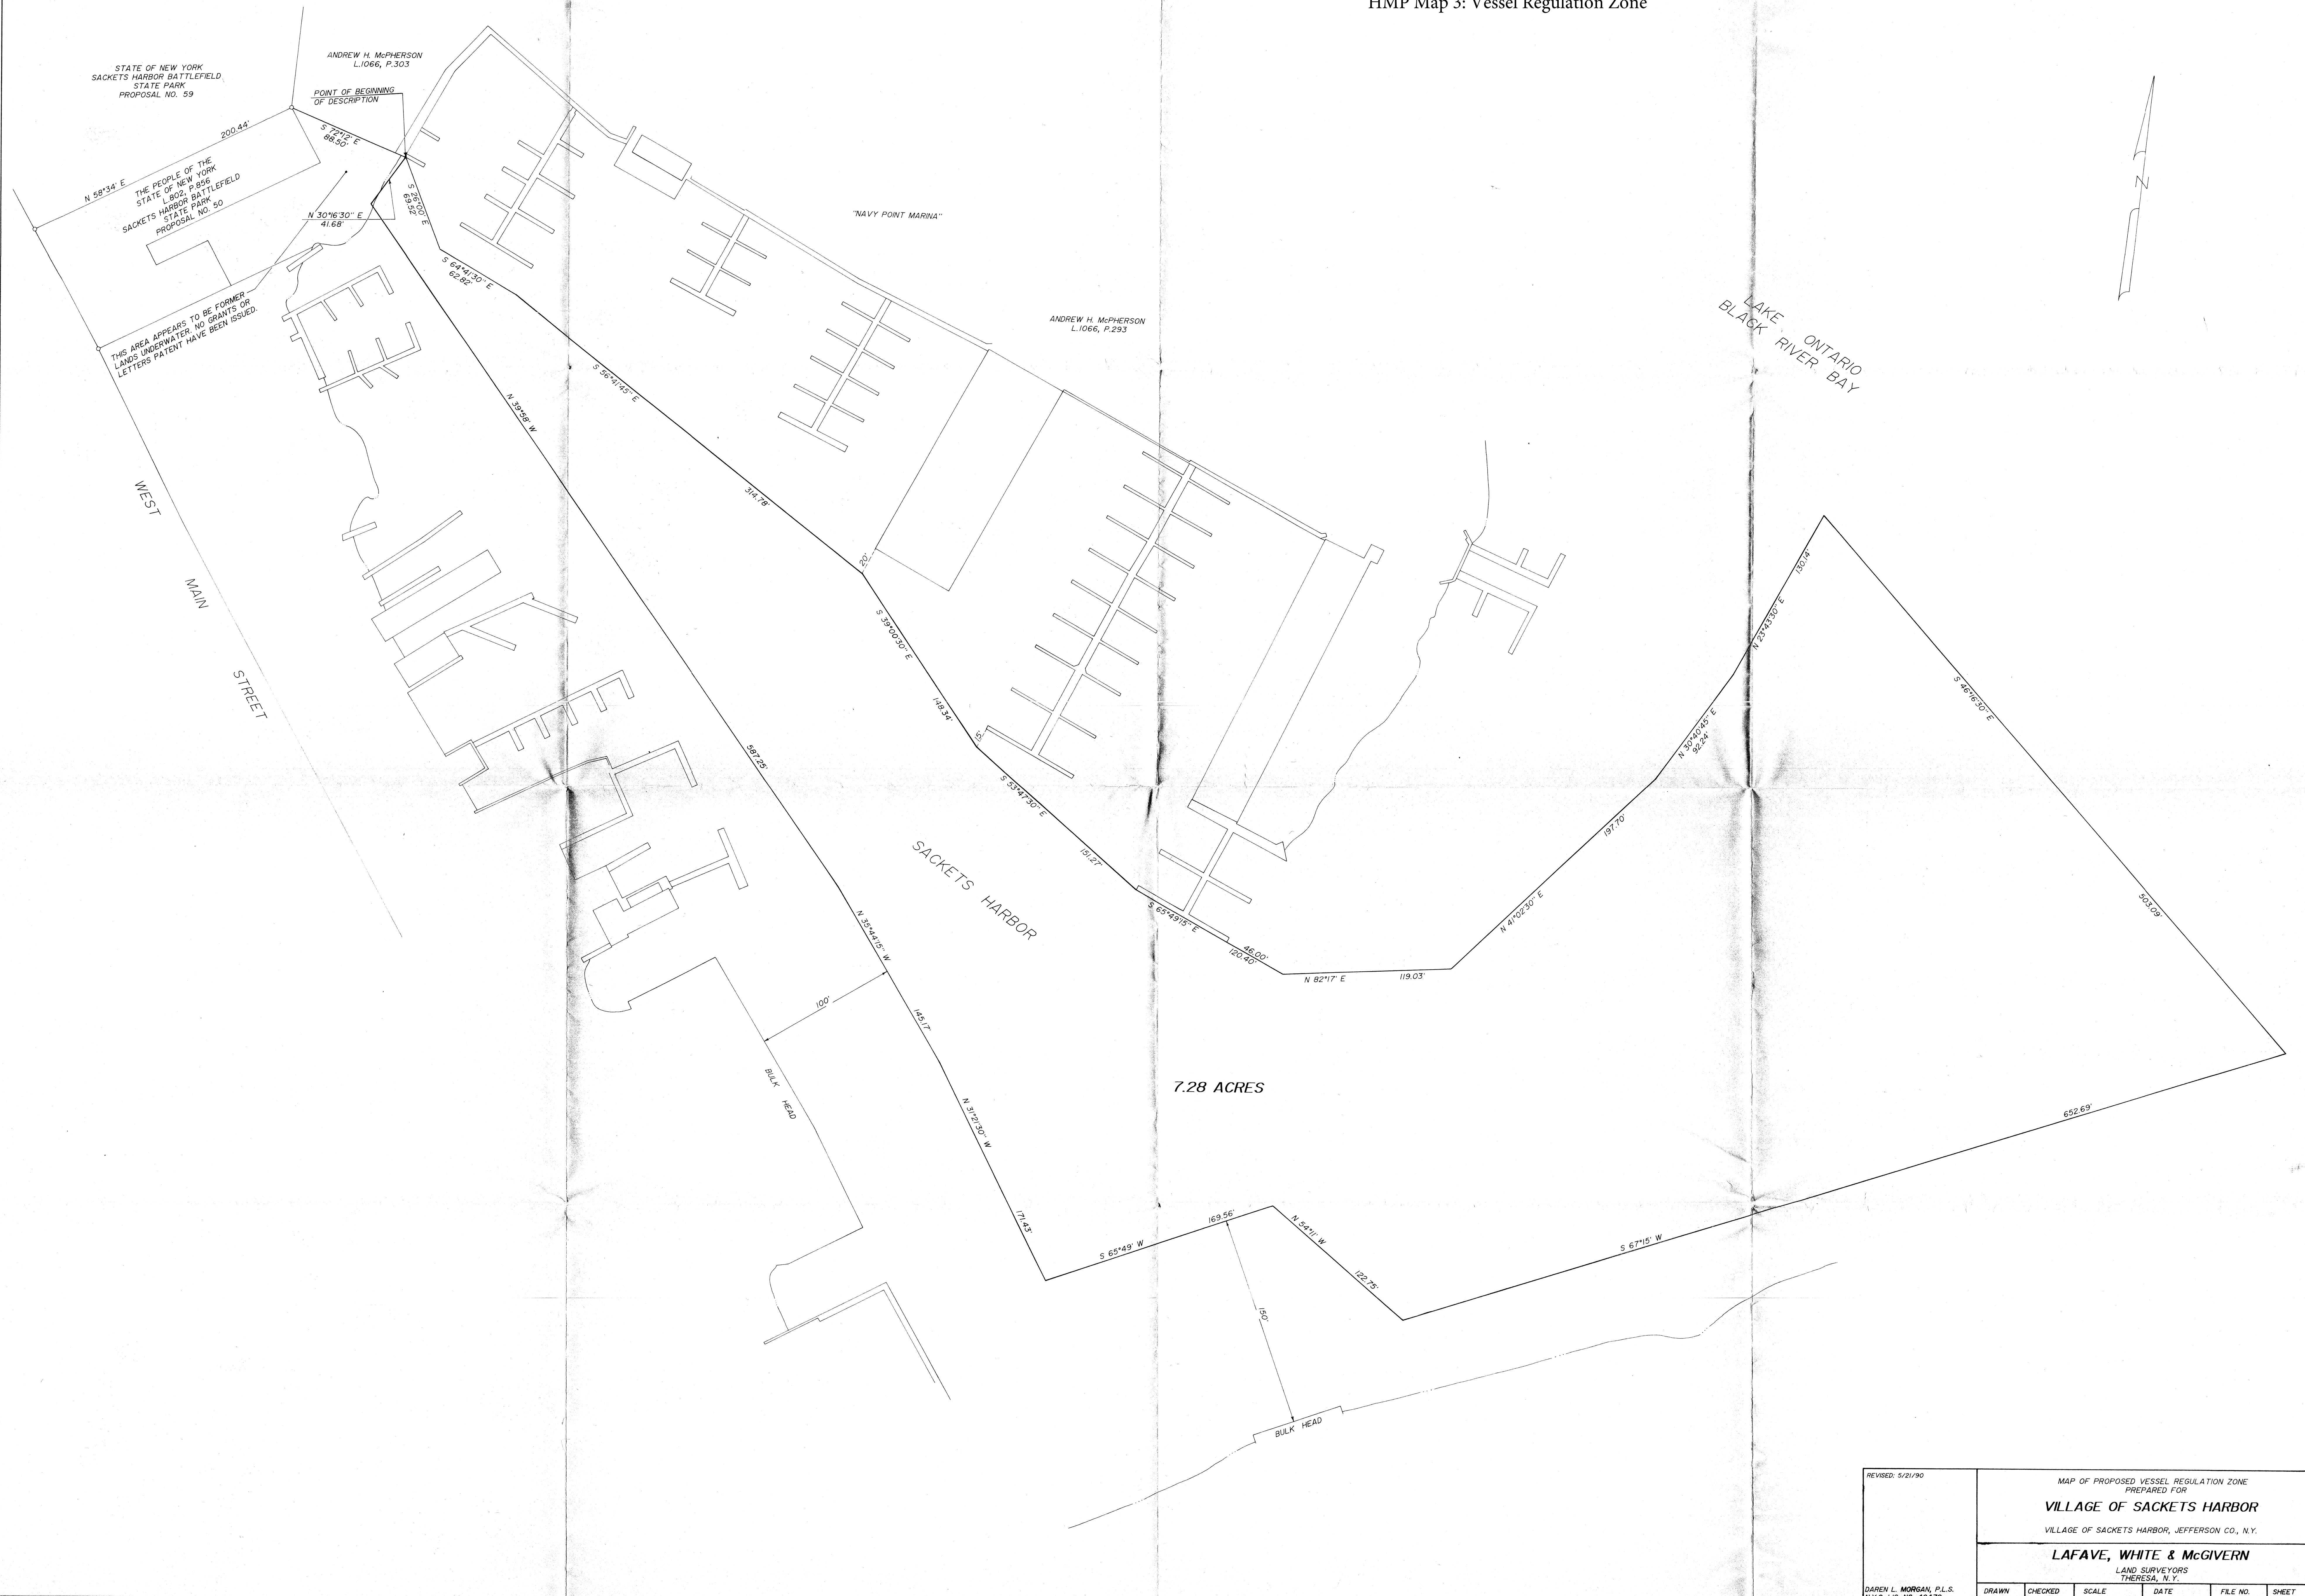 HMP Map 3: Vessel Regulation Zone
STATE OF NEW YORK
SACKETS HARBOR BATTLEFIELD
STATE PARK
PROPOSAL NO. 59
ANDREW H. McPHERSON
L.1066, P.303
POINT OF BEGINNING
OF DESCRIPTION
200.44'
N 58°34' E
S 72°12' E
88.50'
THE PEOPLE OF THE
STATE OF NEW YORK
L.802, P.856
SACKETS HARBOR BATTLEFIELD
STATE PARK
PROPOSAL NO. 50
N 30°16'30" E
41.68'
S 26°00' E
69.52'
S 64°41'30" E
62.82'
THIS AREA APPEARS TO BE FORMER
LANDS UNDERWATER. NO GRANTS OR
LETTERS PATENT HAVE BEEN ISSUED.
"NAVY POINT MARINA"
ANDREW H. McPHERSON
L.1066, P.293
LAKE ONTARIO
BLACK RIVER BAY
N
S 56°41'45" E
314.78'
N 39°58' W
587.25'
WEST MAIN STREET
20'
S 39°00'30" E
148.34'
15'
S 53°47'30" E
151.27'
SACKETS HARBOR
S 65°49'15" E
46.00'
120.40'
N 82°17' E
119.03'
N 41°02'30" E
197.70'
N 30°40'45" E
92.24'
N 23°43'30" E
130.14'
S 46°16'30" E
503.09'
N 35°44'15" W
145.17'
100'
BULK HEAD
N 31°21'30" W
171.43'
7.28 ACRES
S 65°49' W
169.56'
N 54°11' W
122.75'
S 67°15' W
652.69'
150'
BULK HEAD
REVISED: 5/21/90
MAP OF PROPOSED VESSEL REGULATION ZONE
PREPARED FOR
VILLAGE OF SACKETS HARBOR
VILLAGE OF SACKETS HARBOR, JEFFERSON CO., N.Y.
LAFAVE, WHITE & McGIVERN
LAND SURVEYORS
THERESA, N.Y.
DAREN L. MORGAN, P.L.S.
DRAWN CHECKED SCALE DATE FILE NO. SHEET